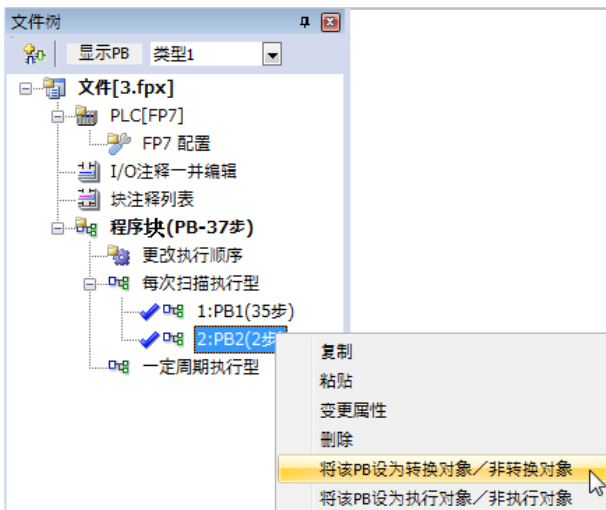 文件树
显示PB 类型1
文件[3.fpx]
PLC[FP7]
FP7 配置
I/O注释一并编辑
块注释列表
程序块(PB-37步)
更改执行顺序
每次扫描执行型
1:PB1(35步)
2:PB2(2步)
一定周期执行型
复制
粘贴
变更属性
删除
将该PB设为转换对象／非转换对象
将该PB设为执行对象／非执行对象